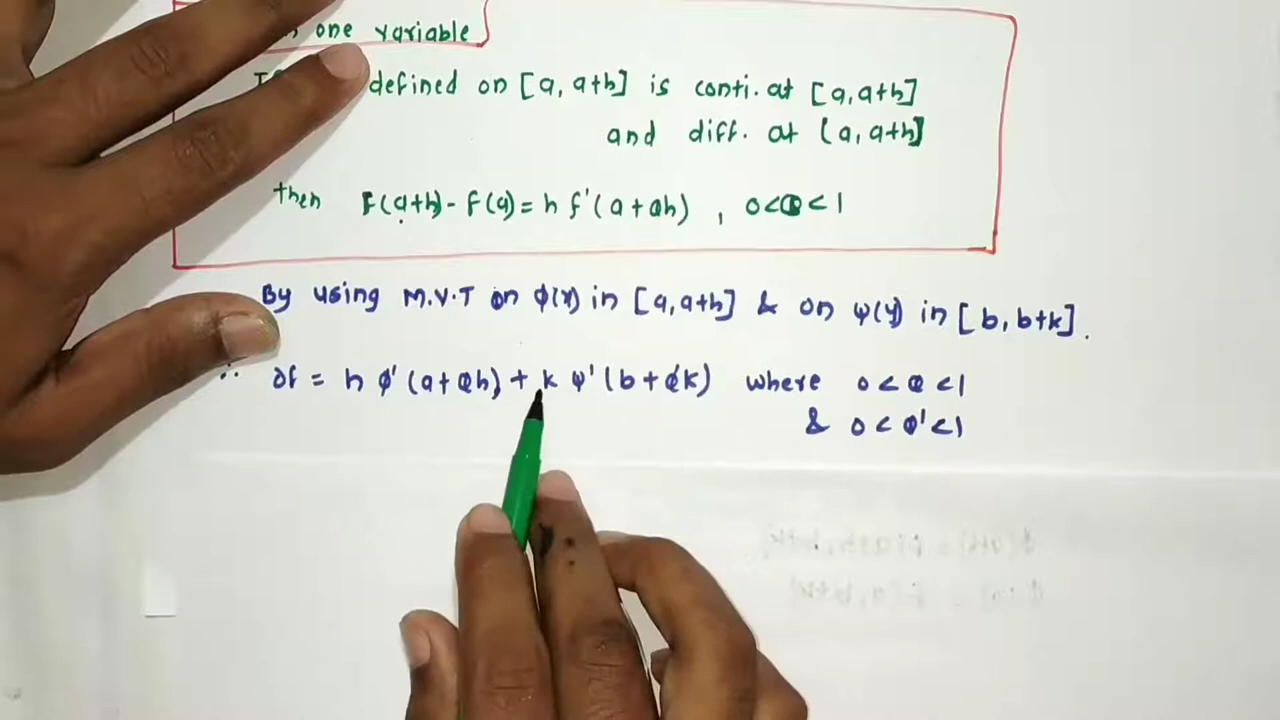 one variable
defined on [a, a+h] is conti. at [a, a+h]
and diff. at (a, a+h]
then f(a+h) - f(a) = h f'(a+θh) , 0<θ<1
By using M.V.T on ϕ(x) in [a, a+h] & on ψ(y) in [b, b+k].
∴ δf = h ϕ'(a+θh) + k ψ'(b+θ'k) where 0<θ<1
& 0<θ'<1